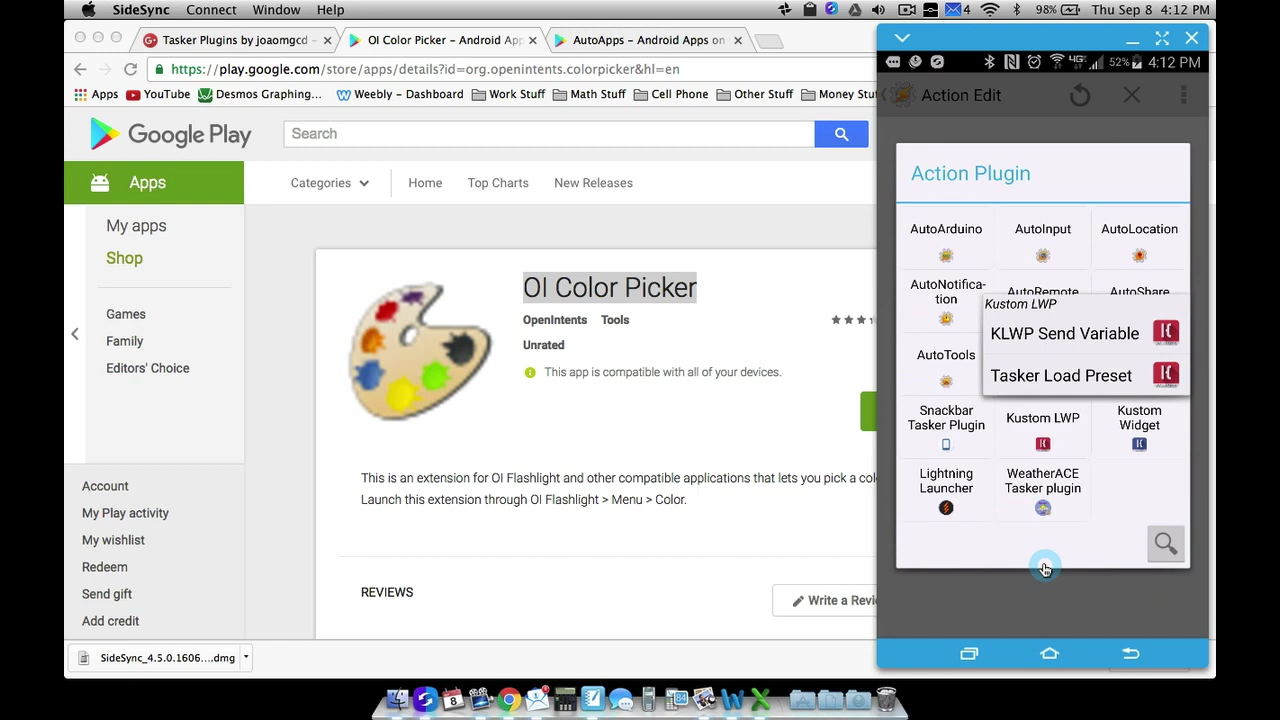 SideSync Connect Window Help
4 98% Thu Sep 8 4:12 PM
Tasker Plugins by joaomgcd
OI Color Picker – Android App
AutoApps – Android Apps on
https://play.google.com/store/apps/details?id=org.openintents.colorpicker&hl=en
Apps YouTube Desmos Graphing... Weebly – Dashboard Work Stuff Math Stuff Cell Phone Other Stuff Money Stu
Google Play
Search
Apps
Categories Home Top Charts New Releases
My apps
Shop
Games
Family
Editors' Choice
Account
My Play activity
My wishlist
Redeem
Send gift
Add credit
OI Color Picker
OpenIntents Tools
Unrated
This app is compatible with all of your devices.
This is an extension for OI Flashlight and other compatible applications that lets you pick a colo
Launch this extension through OI Flashlight > Menu > Color.
REVIEWS
Write a Revi
SideSync_4.5.0.1606....dmg
4G 52% 4:12 PM
Action Edit
Action Plugin
AutoArduino AutoInput AutoLocation
AutoNotifica-
tion
AutoRemote AutoShare
Kustom LWP
KLWP Send Variable
Tasker Load Preset
AutoTools
Snackbar
Tasker Plugin
Kustom LWP
Kustom
Widget
Lightning
Launcher
WeatherACE
Tasker plugin
8